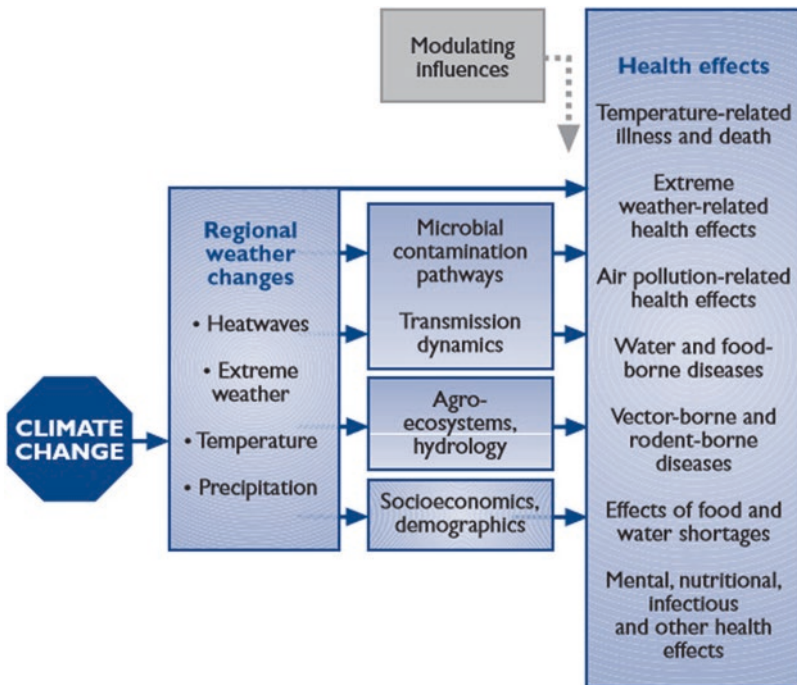 Modulating
influences
Health effects
Temperature-related
illness and death
Extreme
weather-related
health effects
Air pollution-related
health effects
Water and food-
borne diseases
Vector-borne and
rodent-borne
diseases
Effects of food and
water shortages
Mental, nutritional,
infectious
and other health
effects
Regional
weather
changes
• Heatwaves
• Extreme
weather
• Temperature
• Precipitation
Microbial
contamination
pathways
Transmission
dynamics
Agro-
ecosystems,
hydrology
Socioeconomics,
demographics
CLIMATE
CHANGE